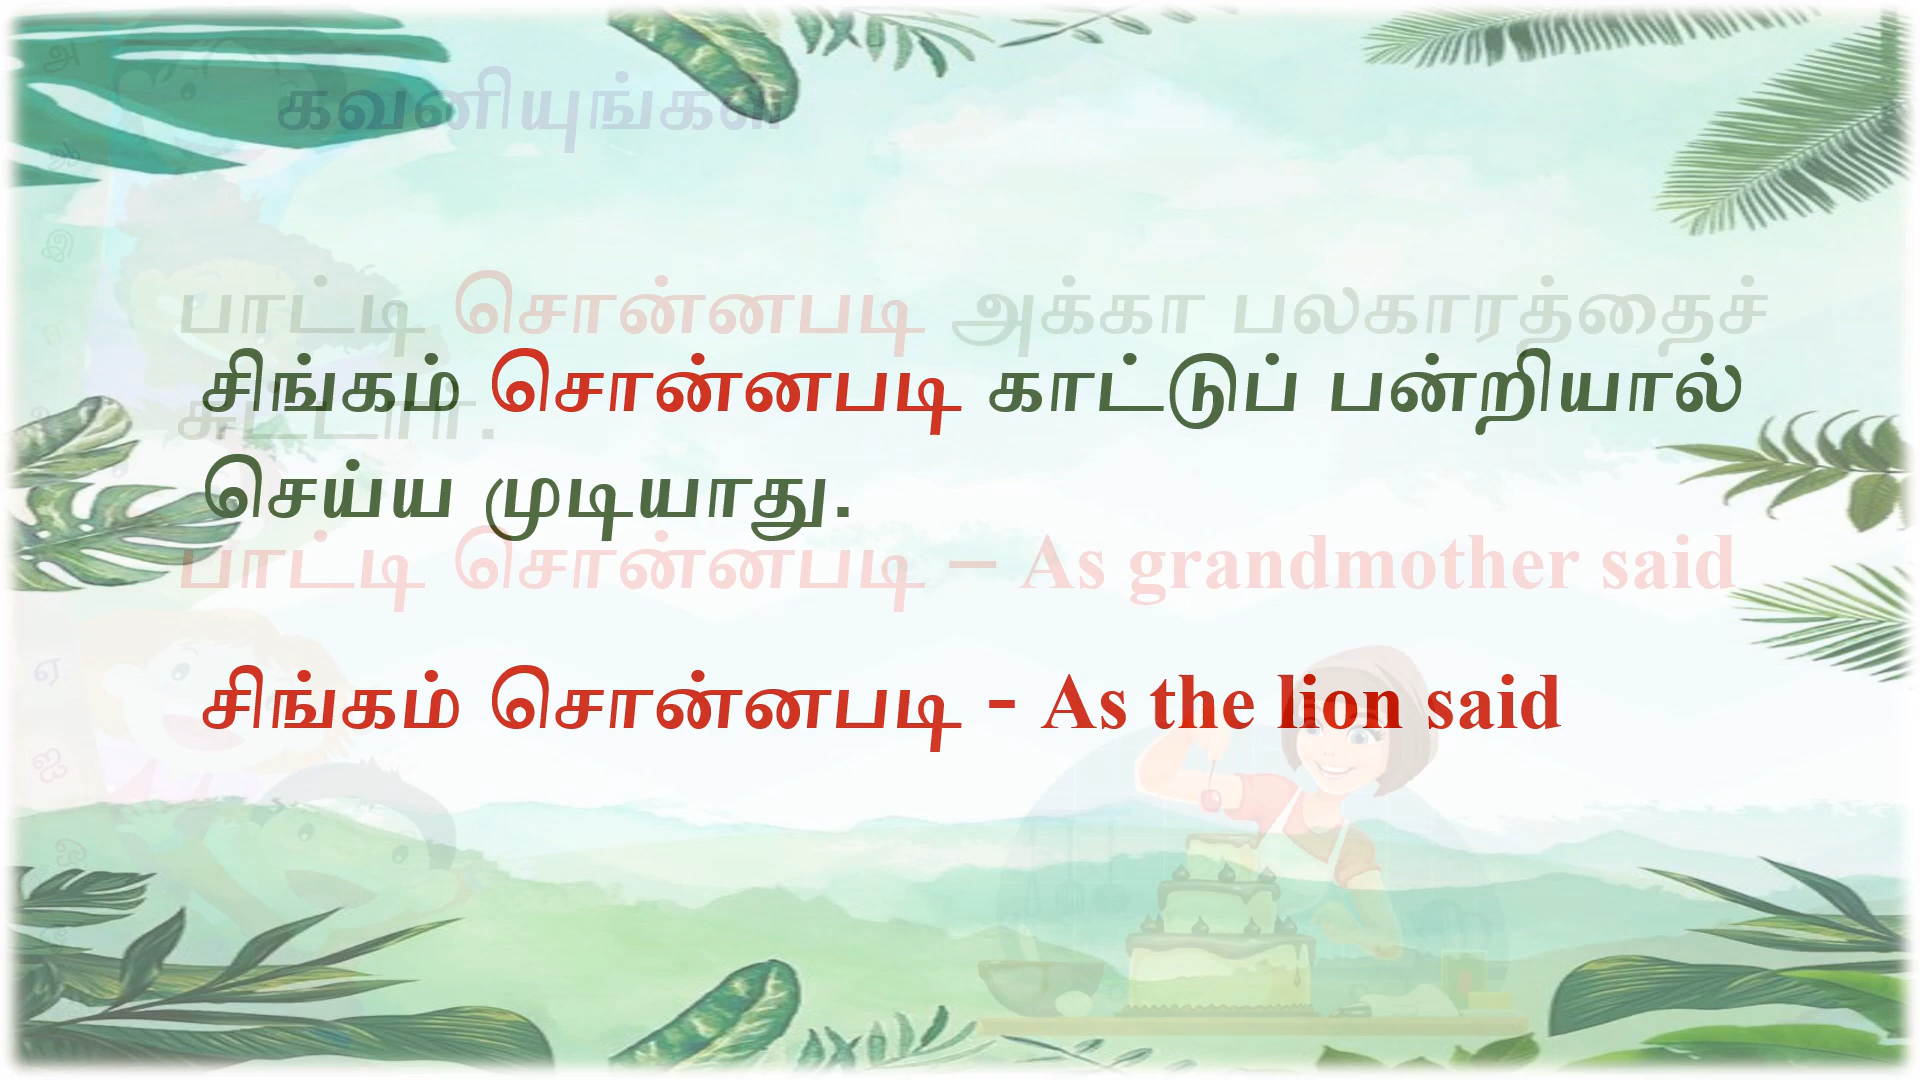 கவனியுங்கள்
பாட்டி சொன்னபடி அக்கா பலகாரத்தைச்
சுட்டார்.
பாட்டி சொன்னபடி – As grandmother said
சிங்கம் சொன்னபடி காட்டுப் பன்றியால்
செய்ய முடியாது.
சிங்கம் சொன்னபடி - As the lion said
அ
ஆ
இ
ஏ
ஐ
ஒ